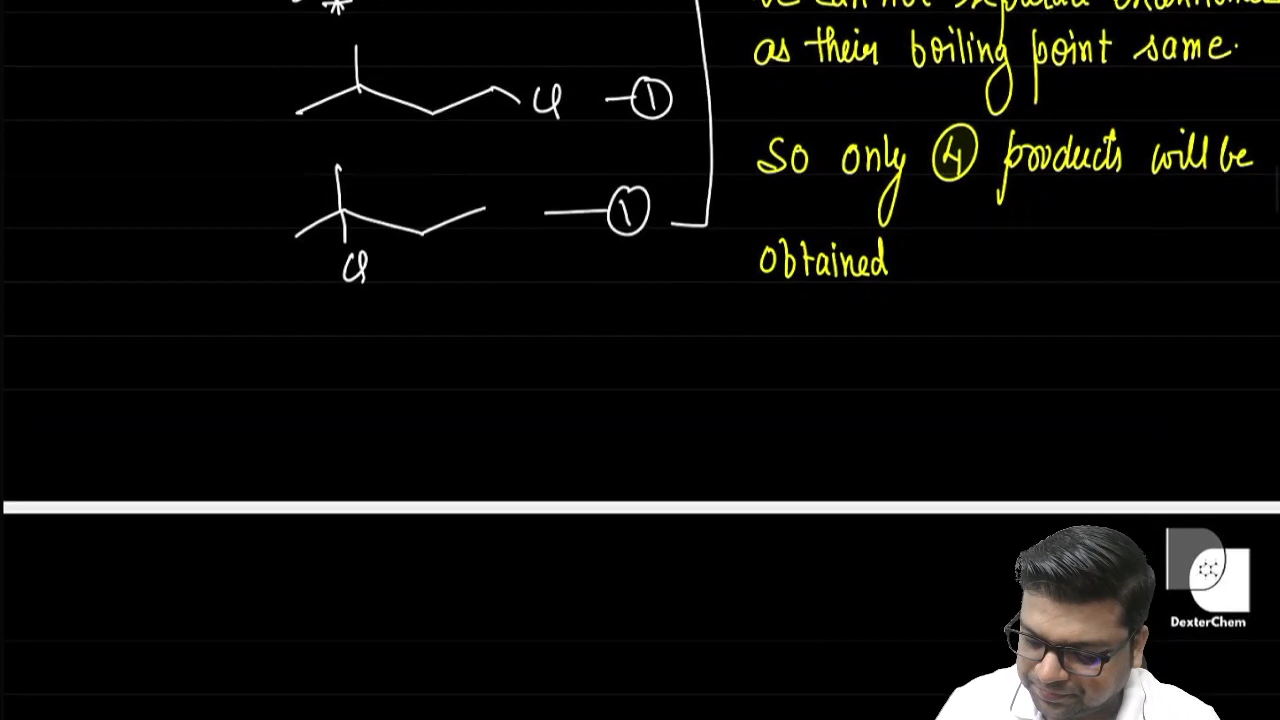 *
as their boiling point same.
Cl —①
So only ④ products will be
—①
Cl
obtained
DexterChem